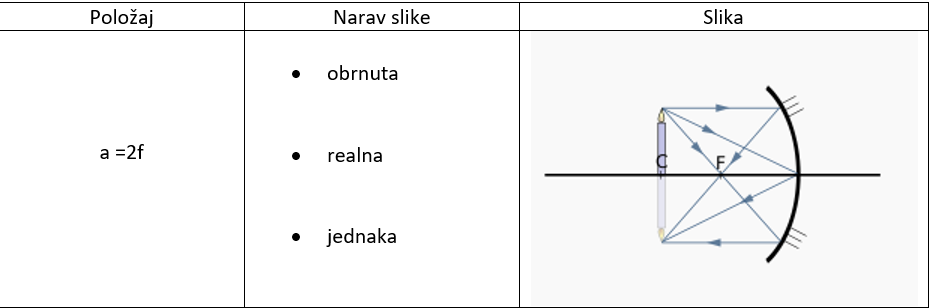 Položaj
Narav slike
Slika
a =2f
• obrnuta
• realna
• jednaka
C
F